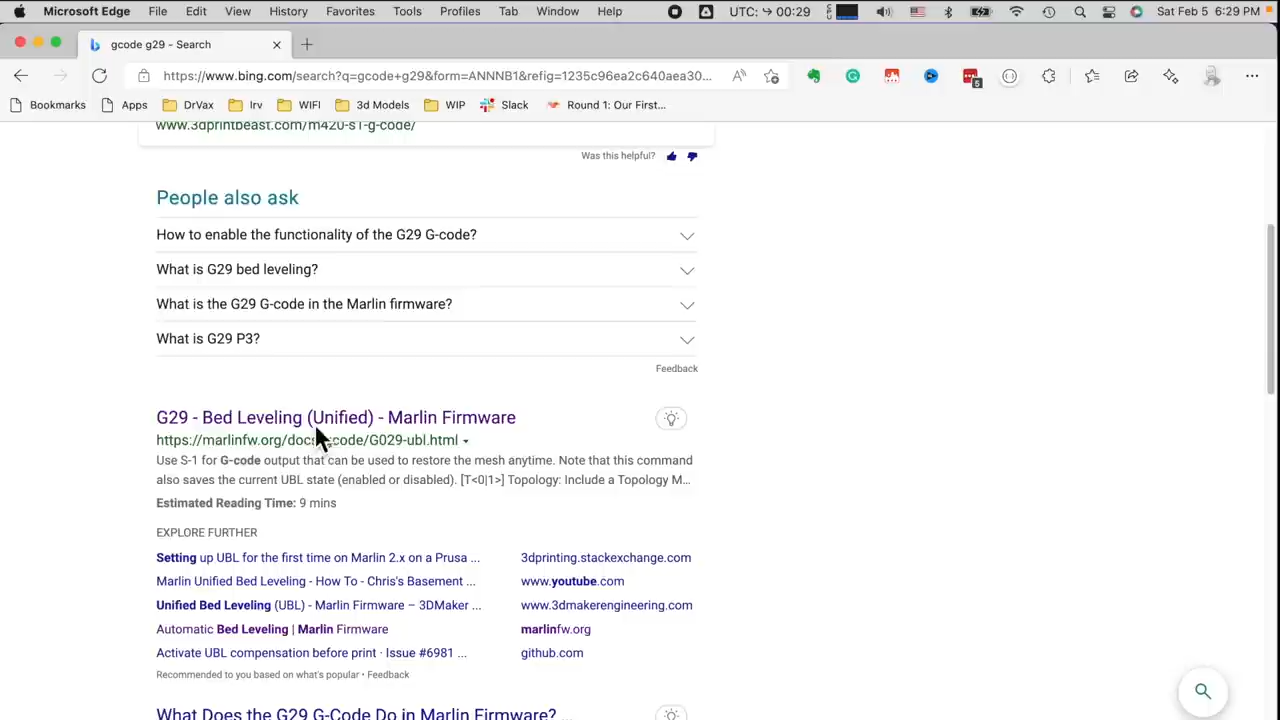 Microsoft Edge File Edit View History Favorites Tools Profiles Tab Window Help UTC: 00:29 Sat Feb 5 6:29 PM
gcode g29 - Search
https://www.bing.com/search?q=gcode+g29&form=ANNNB1&refig=1235c96ea2c640aea30...
5
Bookmarks Apps DrVax Irv WIFI 3d Models WIP Slack Round 1: Our First...
www.3dprintbeast.com/m420-s1-g-code/
Was this helpful?
People also ask
How to enable the functionality of the G29 G-code?
What is G29 bed leveling?
What is the G29 G-code in the Marlin firmware?
What is G29 P3?
Feedback
G29 - Bed Leveling (Unified) - Marlin Firmware
https://marlinfw.org/docs/gcode/G029-ubl.html
Use S-1 for G-code output that can be used to restore the mesh anytime. Note that this command
also saves the current UBL state (enabled or disabled). [T<0|1>] Topology: Include a Topology M...
Estimated Reading Time: 9 mins
EXPLORE FURTHER
Setting up UBL for the first time on Marlin 2.x on a Prusa ... 3dprinting.stackexchange.com
Marlin Unified Bed Leveling - How To - Chris's Basement ... www.youtube.com
Unified Bed Leveling (UBL) - Marlin Firmware – 3DMaker ... www.3dmakerengineering.com
Automatic Bed Leveling | Marlin Firmware marlinfw.org
Activate UBL compensation before print · Issue #6981 ... github.com
Recommended to you based on what's popular • Feedback
What Does the G29 G-Code Do in Marlin Firmware? ...